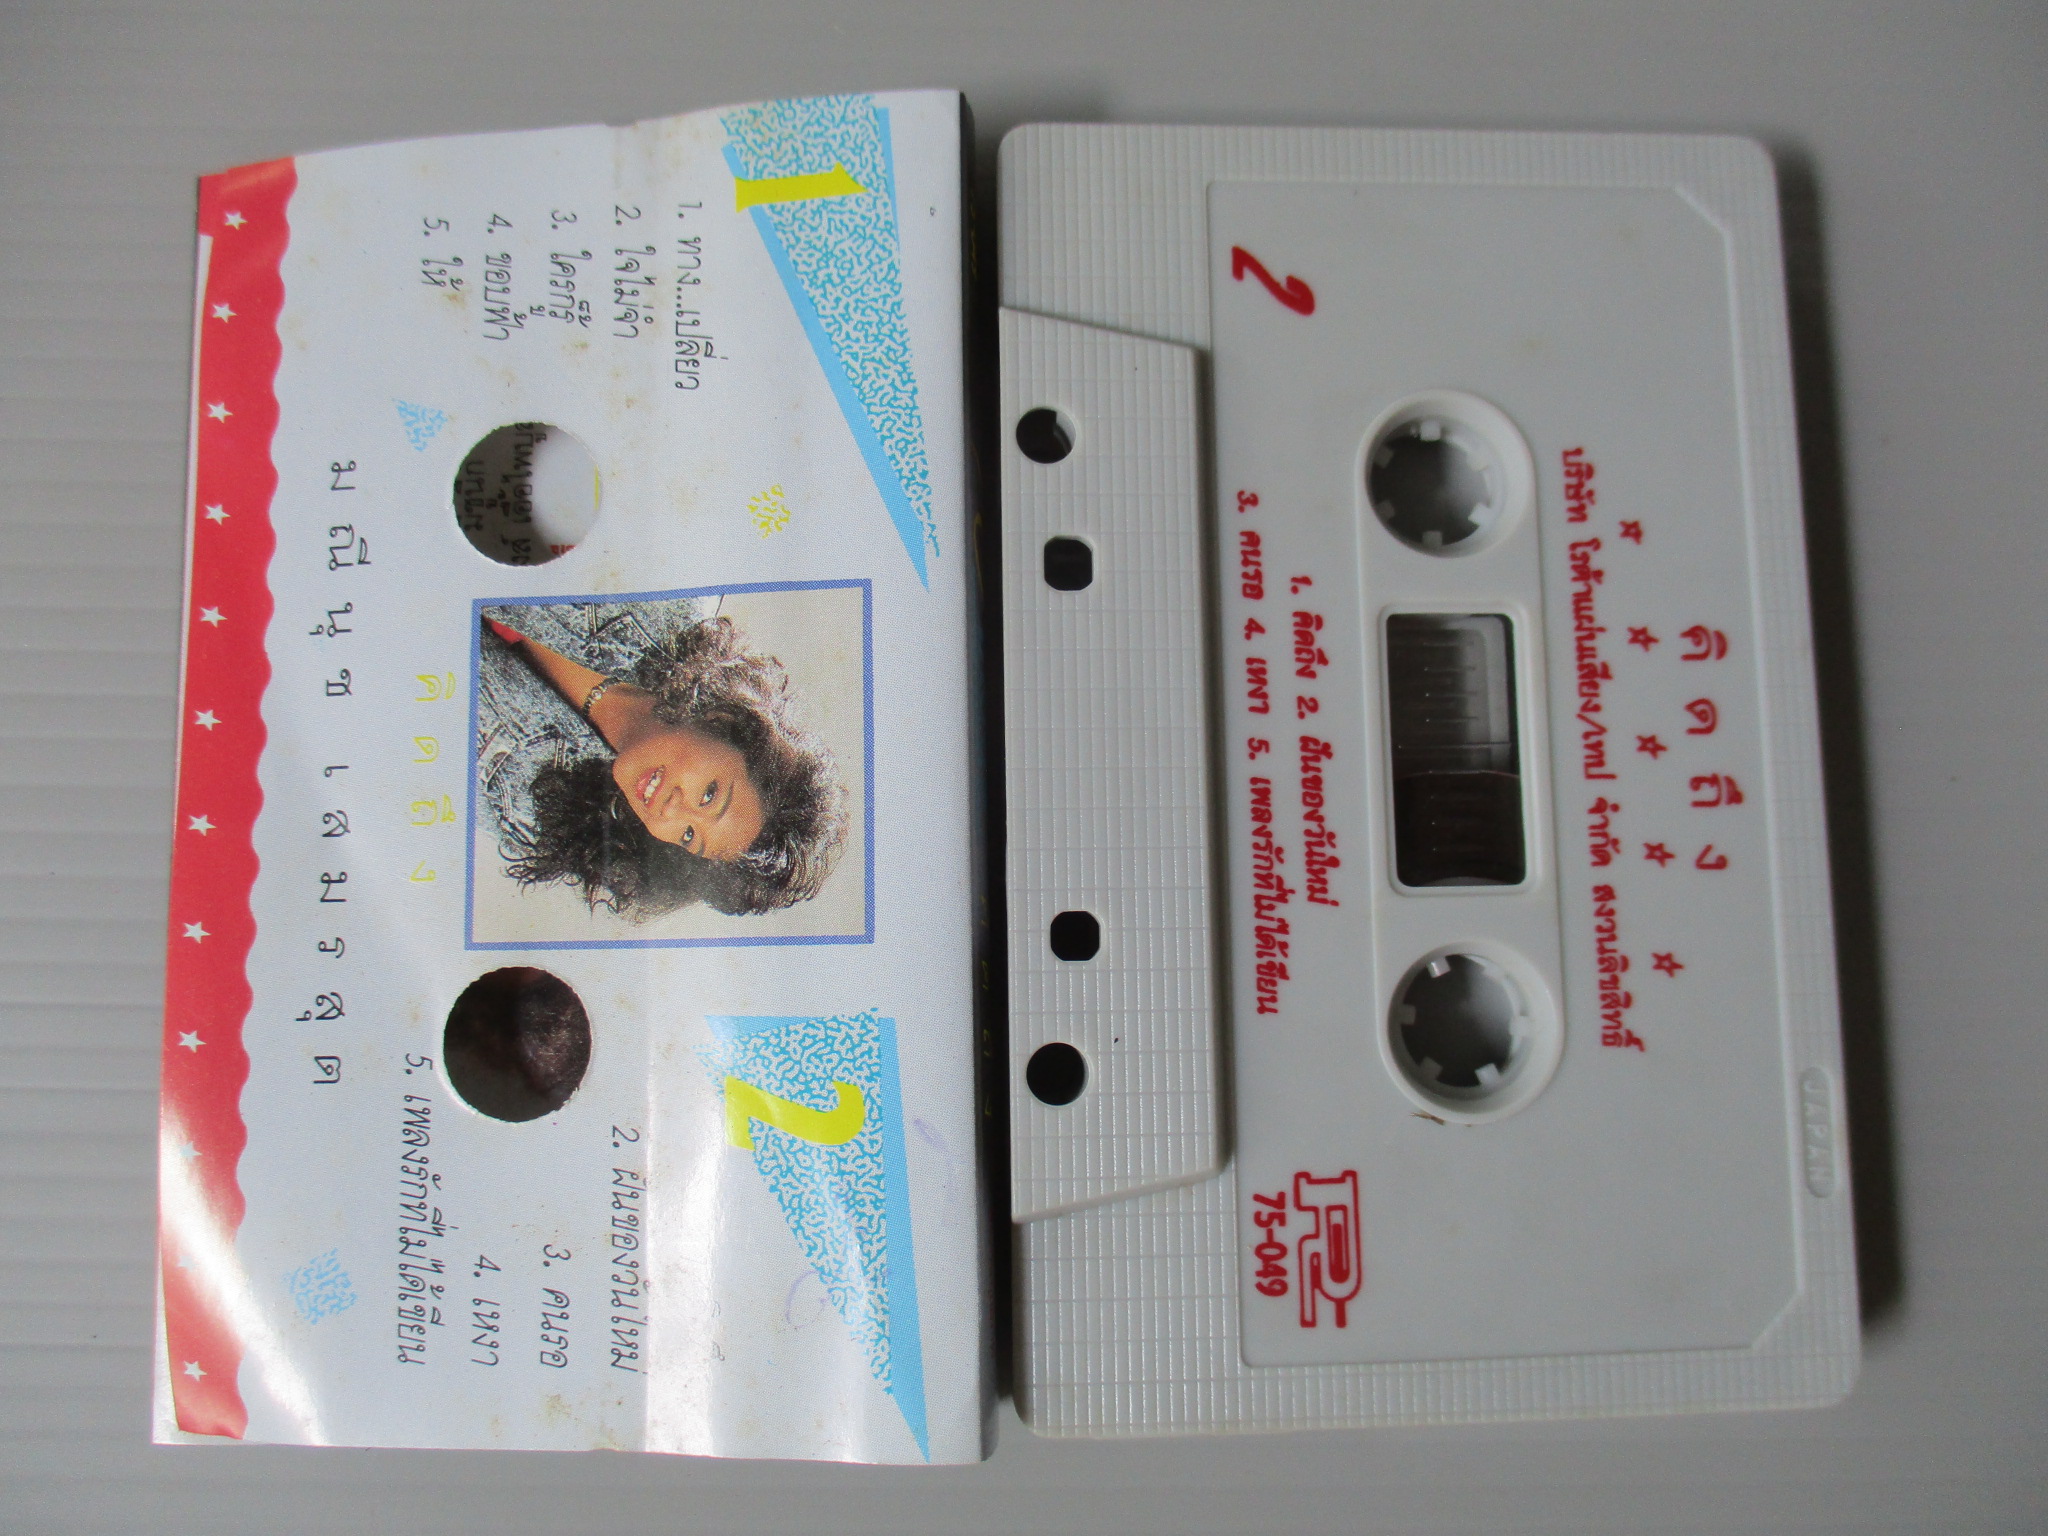 1
1. ทาง...เปลี่ยว
2. ใจไม่จำ
3. ใครกัน
4. ขอบฟ้า
5. ให้
คิดถึง
มณีนุช เสมรสุต
2
2. ฝันของวันใหม่
3. คนรอ
4. เหงา
5. เพลงรักที่ไม่ได้เขียน
คิดถึง
บริษัท โรต้าแผ่นเสียง/เทป จำกัด สงวนลิขสิทธิ์
2
1. คิดถึง 2. ฝันของวันใหม่
3. คนรอ 4. เหงา 5. เพลงรักที่ไม่ได้เขียน
75-049
JAPAN